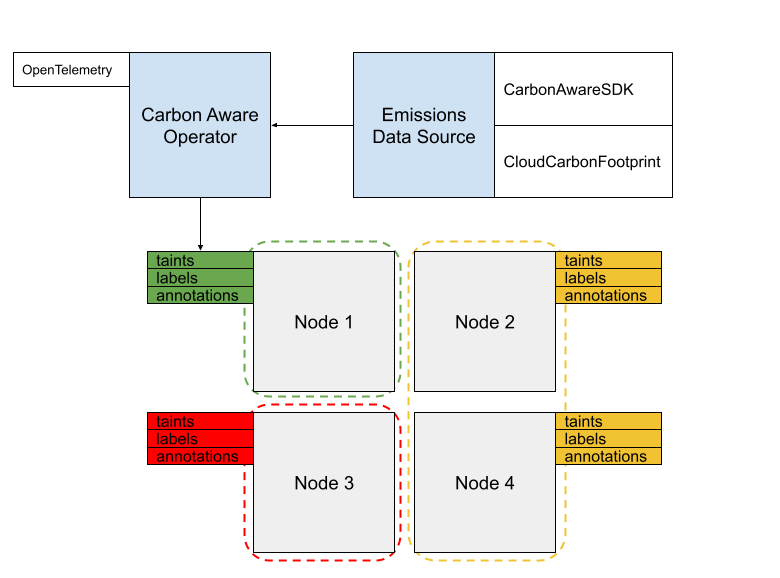 OpenTelemetry
Carbon Aware
Operator
Emissions
Data Source
CarbonAwareSDK
CloudCarbonFootprint
taints
labels
annotations
Node 1
Node 2
taints
labels
annotations
taints
labels
annotations
Node 3
Node 4
taints
labels
annotations